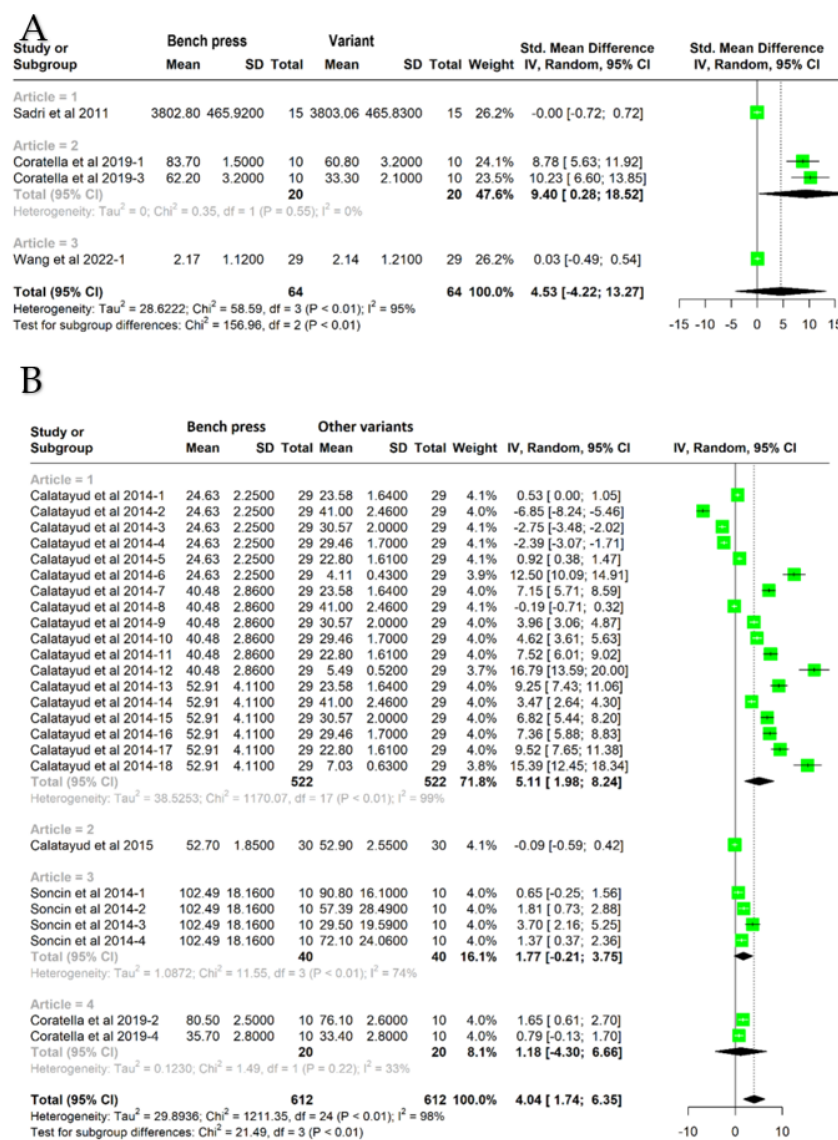 A
Study or Bench press Variant Std. Mean Difference Std. Mean Difference
Subgroup Mean SD Total Mean SD Total Weight IV, Random, 95% CI IV, Random, 95% CI
Article = 1
Sadri et al 2011 3802.80 465.9200 15 3803.06 465.8300 15 26.2% -0.00 [-0.72; 0.72]
Article = 2
Coratella et al 2019-1 83.70 1.5000 10 60.80 3.2000 10 24.1% 8.78 [ 5.63; 11.92]
Coratella et al 2019-3 62.20 3.2000 10 33.30 2.1000 10 23.5% 10.23 [ 6.60; 13.85]
Total (95% CI) 20 20 47.6% 9.40 [ 0.28; 18.52]
Heterogeneity: Tau² = 0; Chi² = 0.35, df = 1 (P = 0.55); I² = 0%
Article = 3
Wang et al 2022-1 2.17 1.1200 29 2.14 1.2100 29 26.2% 0.03 [-0.49; 0.54]
Total (95% CI) 64 64 100.0% 4.53 [-4.22; 13.27]
Heterogeneity: Tau² = 28.6222; Chi² = 58.59, df = 3 (P < 0.01); I² = 95%
Test for subgroup differences: Chi² = 156.96, df = 2 (P < 0.01)
-15 -10 -5 0 5 10 15
B
Study or Bench press Other variants
Subgroup Mean SD Total Mean SD Total Weight IV, Random, 95% CI IV, Random, 95% CI
Article = 1
Calatayud et al 2014-1 24.63 2.2500 29 23.58 1.6400 29 4.1% 0.53 [ 0.00; 1.05]
Calatayud et al 2014-2 24.63 2.2500 29 41.00 2.4600 29 4.0% -6.85 [-8.24; -5.46]
Calatayud et al 2014-3 24.63 2.2500 29 30.57 2.0000 29 4.0% -2.75 [-3.48; -2.02]
Calatayud et al 2014-4 24.63 2.2500 29 29.46 1.7000 29 4.0% -2.39 [-3.07; -1.71]
Calatayud et al 2014-5 24.63 2.2500 29 22.80 1.6100 29 4.1% 0.92 [ 0.38; 1.47]
Calatayud et al 2014-6 24.63 2.2500 29 4.11 0.4300 29 3.9% 12.50 [10.09; 14.91]
Calatayud et al 2014-7 40.48 2.8600 29 23.58 1.6400 29 4.0% 7.15 [ 5.71; 8.59]
Calatayud et al 2014-8 40.48 2.8600 29 41.00 2.4600 29 4.1% -0.19 [-0.71; 0.32]
Calatayud et al 2014-9 40.48 2.8600 29 30.57 2.0000 29 4.0% 3.96 [ 3.06; 4.87]
Calatayud et al 2014-10 40.48 2.8600 29 29.46 1.7000 29 4.0% 4.62 [ 3.61; 5.63]
Calatayud et al 2014-11 40.48 2.8600 29 22.80 1.6100 29 4.0% 7.52 [ 6.01; 9.02]
Calatayud et al 2014-12 40.48 2.8600 29 5.49 0.5200 29 3.7% 16.79 [13.59; 20.00]
Calatayud et al 2014-13 52.91 4.1100 29 23.58 1.6400 29 4.0% 9.25 [ 7.43; 11.06]
Calatayud et al 2014-14 52.91 4.1100 29 41.00 2.4600 29 4.0% 3.47 [ 2.64; 4.30]
Calatayud et al 2014-15 52.91 4.1100 29 30.57 2.0000 29 4.0% 6.82 [ 5.44; 8.20]
Calatayud et al 2014-16 52.91 4.1100 29 29.46 1.7000 29 4.0% 7.36 [ 5.88; 8.83]
Calatayud et al 2014-17 52.91 4.1100 29 22.80 1.6100 29 4.0% 9.52 [ 7.65; 11.38]
Calatayud et al 2014-18 52.91 4.1100 29 7.03 0.6300 29 3.8% 15.39 [12.45; 18.34]
Total (95% CI) 522 522 71.8% 5.11 [ 1.98; 8.24]
Heterogeneity: Tau² = 38.5253; Chi² = 1170.07, df = 17 (P < 0.01); I² = 99%
Article = 2
Calatayud et al 2015 52.70 1.8500 30 52.90 2.5500 30 4.1% -0.09 [-0.59; 0.42]
Article = 3
Soncin et al 2014-1 102.49 18.1600 10 90.80 16.1000 10 4.0% 0.65 [-0.25; 1.56]
Soncin et al 2014-2 102.49 18.1600 10 57.39 28.4900 10 4.0% 1.81 [ 0.73; 2.88]
Soncin et al 2014-3 102.49 18.1600 10 29.50 19.5900 10 4.0% 3.70 [ 2.16; 5.25]
Soncin et al 2014-4 102.49 18.1600 10 72.10 24.0600 10 4.0% 1.37 [ 0.37; 2.36]
Total (95% CI) 40 40 16.1% 1.77 [-0.21; 3.75]
Heterogeneity: Tau² = 1.0872; Chi² = 11.55, df = 3 (P < 0.01); I² = 74%
Article = 4
Coratella et al 2019-2 80.50 2.5000 10 76.10 2.6000 10 4.0% 1.65 [ 0.61; 2.70]
Coratella et al 2019-4 35.70 2.8000 10 33.40 2.8000 10 4.0% 0.79 [-0.13; 1.70]
Total (95% CI) 20 20 8.1% 1.18 [-4.30; 6.66]
Heterogeneity: Tau² = 0.1230; Chi² = 1.49, df = 1 (P = 0.22); I² = 33%
Total (95% CI) 612 612 100.0% 4.04 [ 1.74; 6.35]
Heterogeneity: Tau² = 29.8936; Chi² = 1211.35, df = 24 (P < 0.01); I² = 98%
Test for subgroup differences: Chi² = 21.49, df = 3 (P < 0.01)
-10 0 10